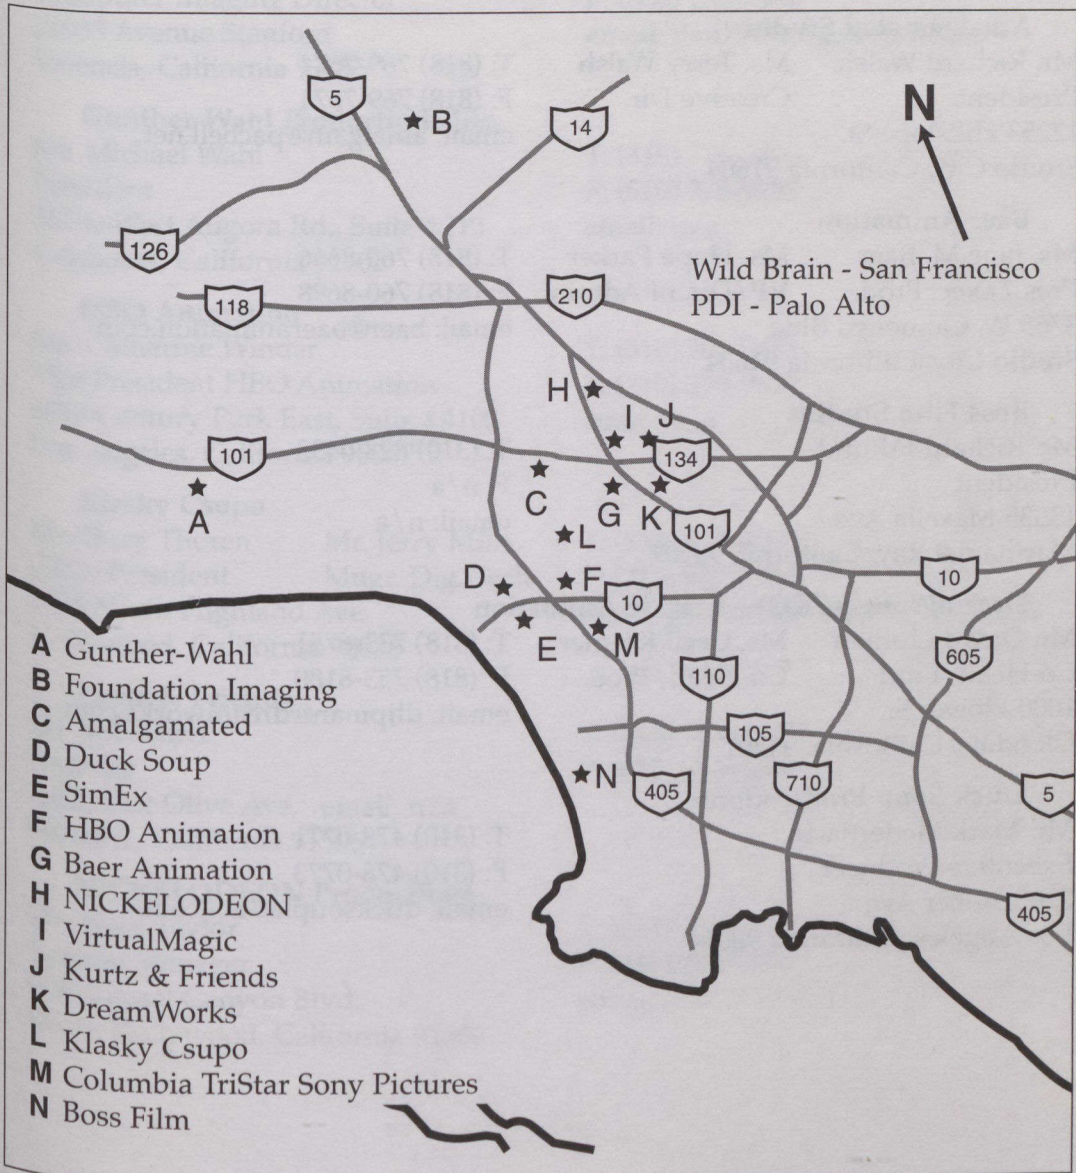 5
B
14
N
126
Wild Brain - San Francisco
PDI - Palo Alto
118
210
H
I
J
101
134
A
C
G
K
101
L
D
F
10
10
E
M
605
110
105
710
N
405
5
405
A Gunther-Wahl
B Foundation Imaging
C Amalgamated
D Duck Soup
E SimEx
F HBO Animation
G Baer Animation
H NICKELODEON
I VirtualMagic
J Kurtz & Friends
K DreamWorks
L Klasky Csupo
M Columbia TriStar Sony Pictures
N Boss Film